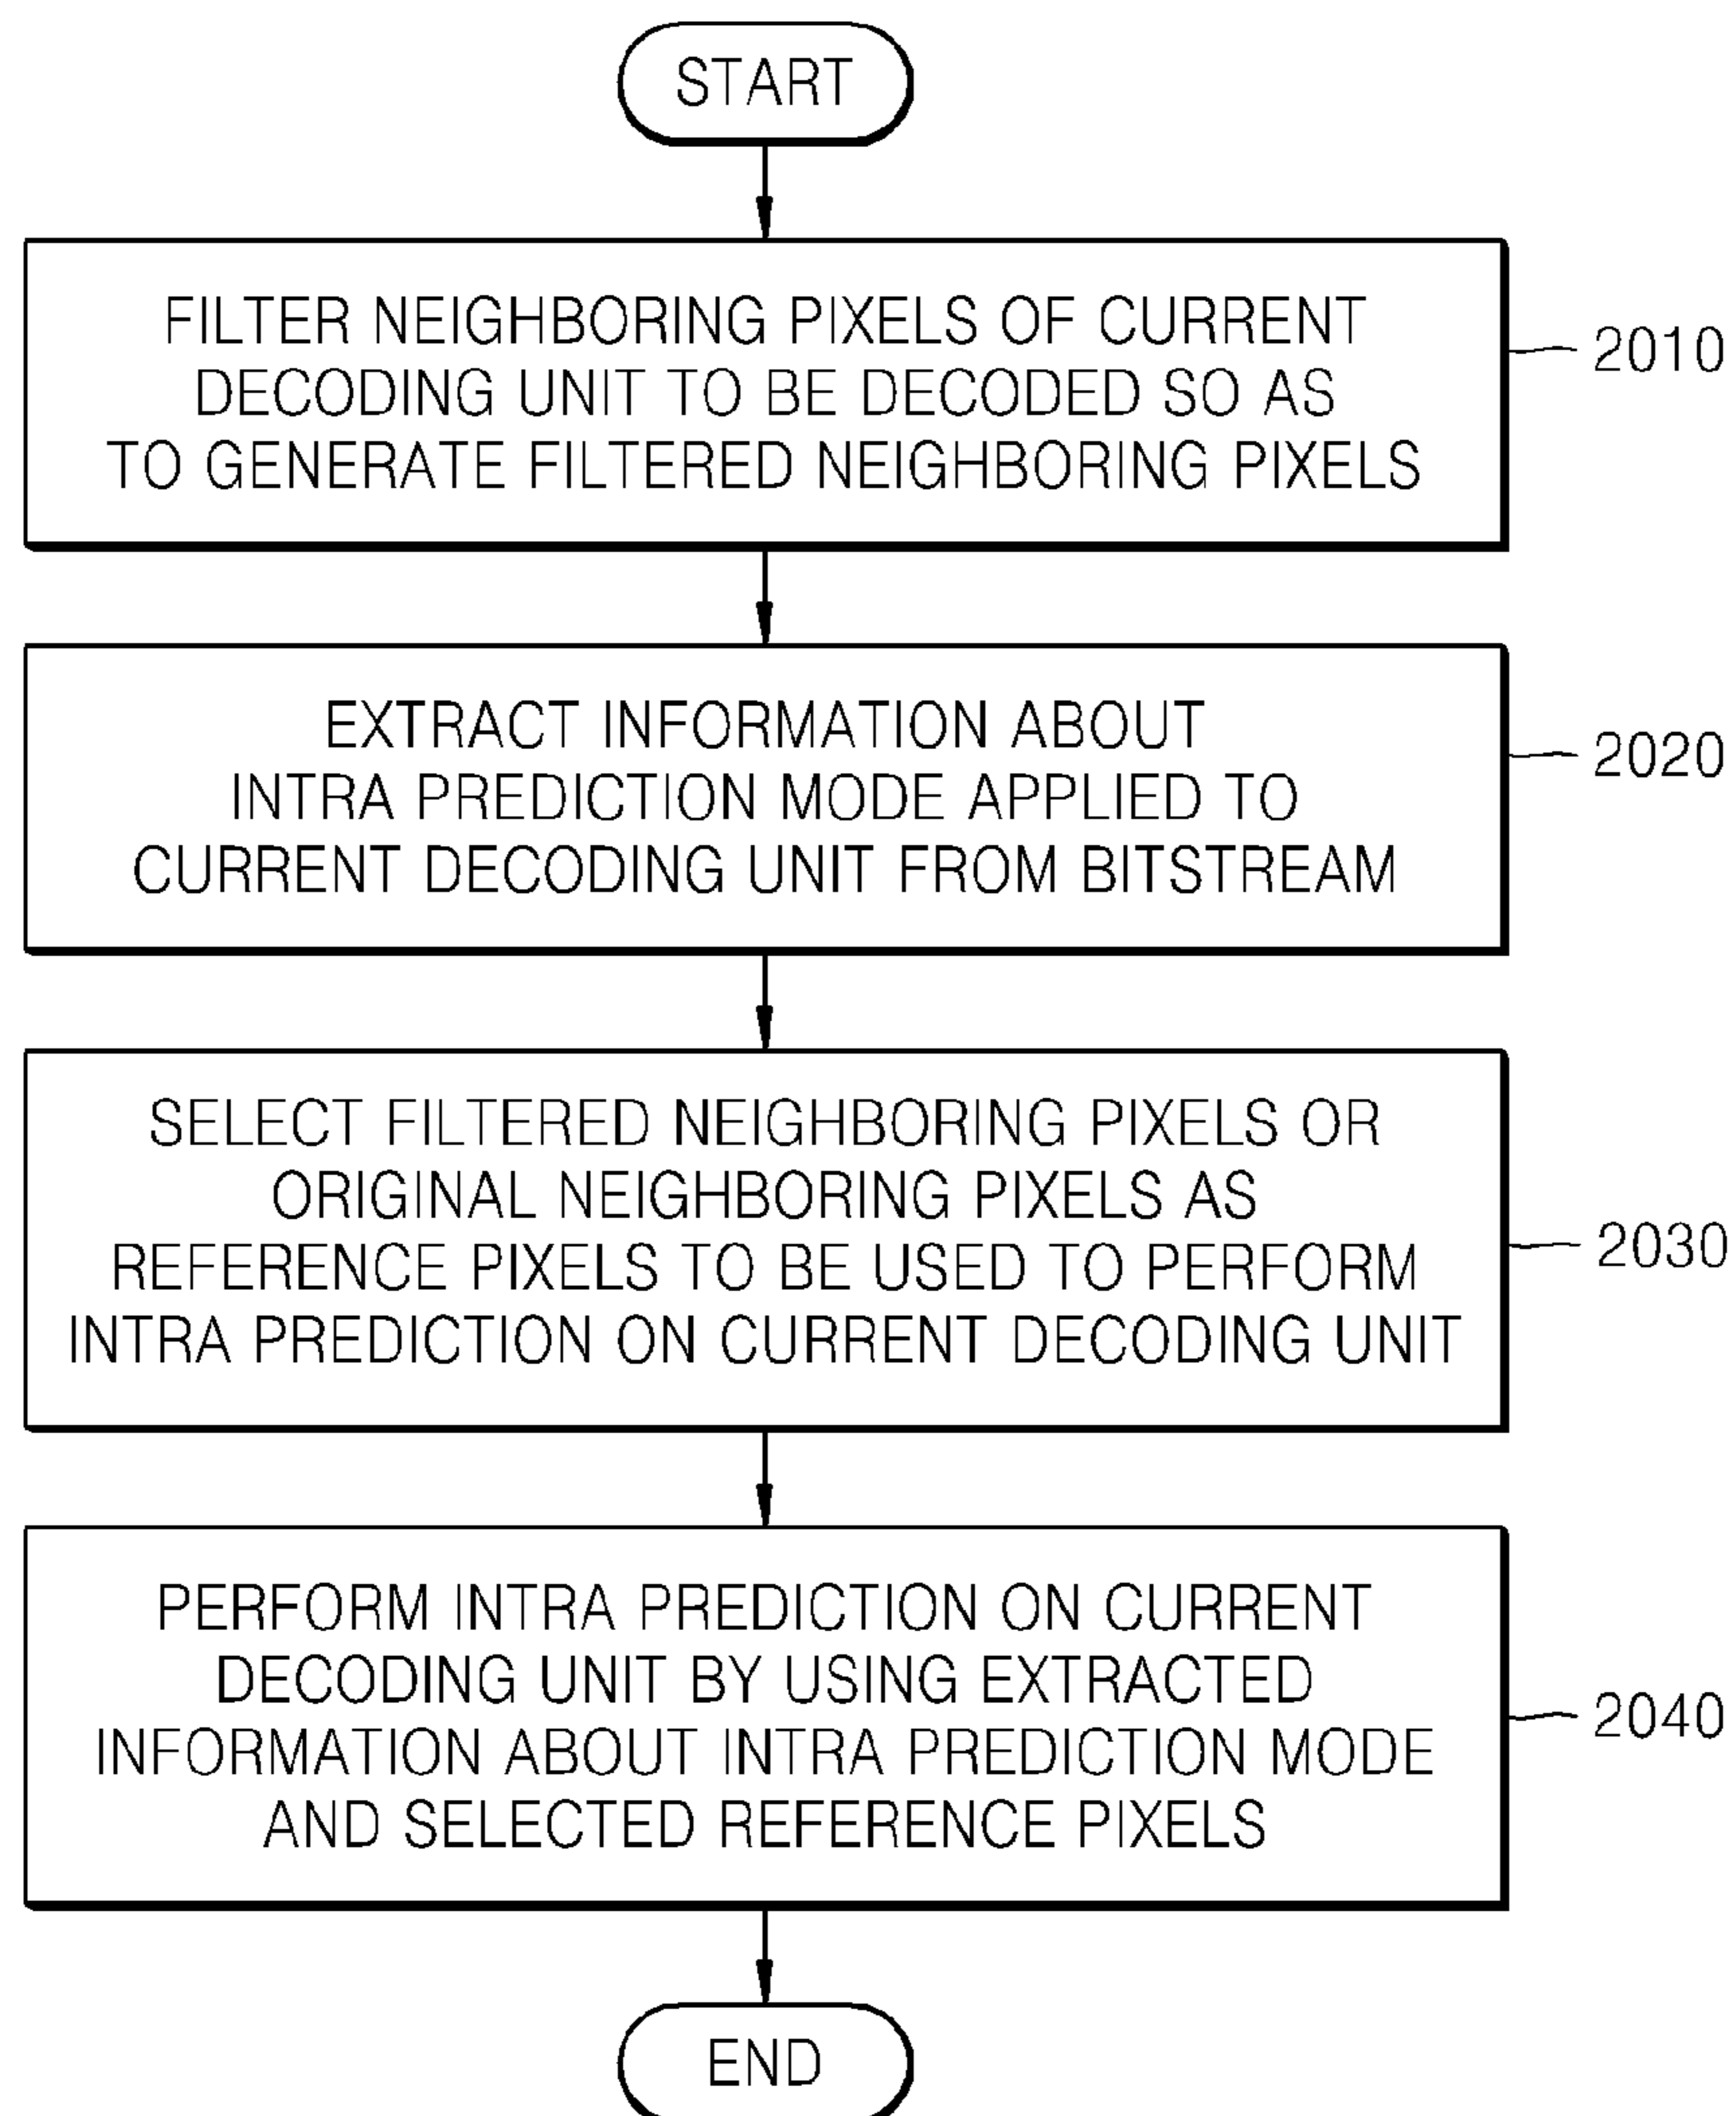 START
FILTER NEIGHBORING PIXELS OF CURRENT
DECODING UNIT TO BE DECODED SO AS
TO GENERATE FILTERED NEIGHBORING PIXELS
2010
EXTRACT INFORMATION ABOUT
INTRA PREDICTION MODE APPLIED TO
CURRENT DECODING UNIT FROM BITSTREAM
2020
SELECT FILTERED NEIGHBORING PIXELS OR
ORIGINAL NEIGHBORING PIXELS AS
REFERENCE PIXELS TO BE USED TO PERFORM
INTRA PREDICTION ON CURRENT DECODING UNIT
2030
PERFORM INTRA PREDICTION ON CURRENT
DECODING UNIT BY USING EXTRACTED
INFORMATION ABOUT INTRA PREDICTION MODE
AND SELECTED REFERENCE PIXELS
2040
END